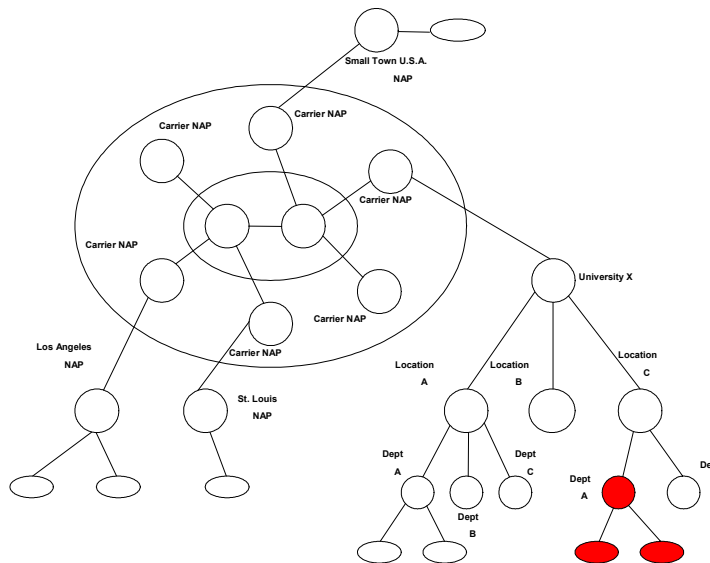 Small Town U.S.A.
NAP
Carrier NAP
Carrier NAP
Carrier NAP
Carrier NAP
University X
Carrier NAP
Los Angeles
NAP
Carrier NAP
Location
A
Location
B
Location
C
St. Louis
NAP
Dept
A
Dept
C
Dept
B
Dept
A
De